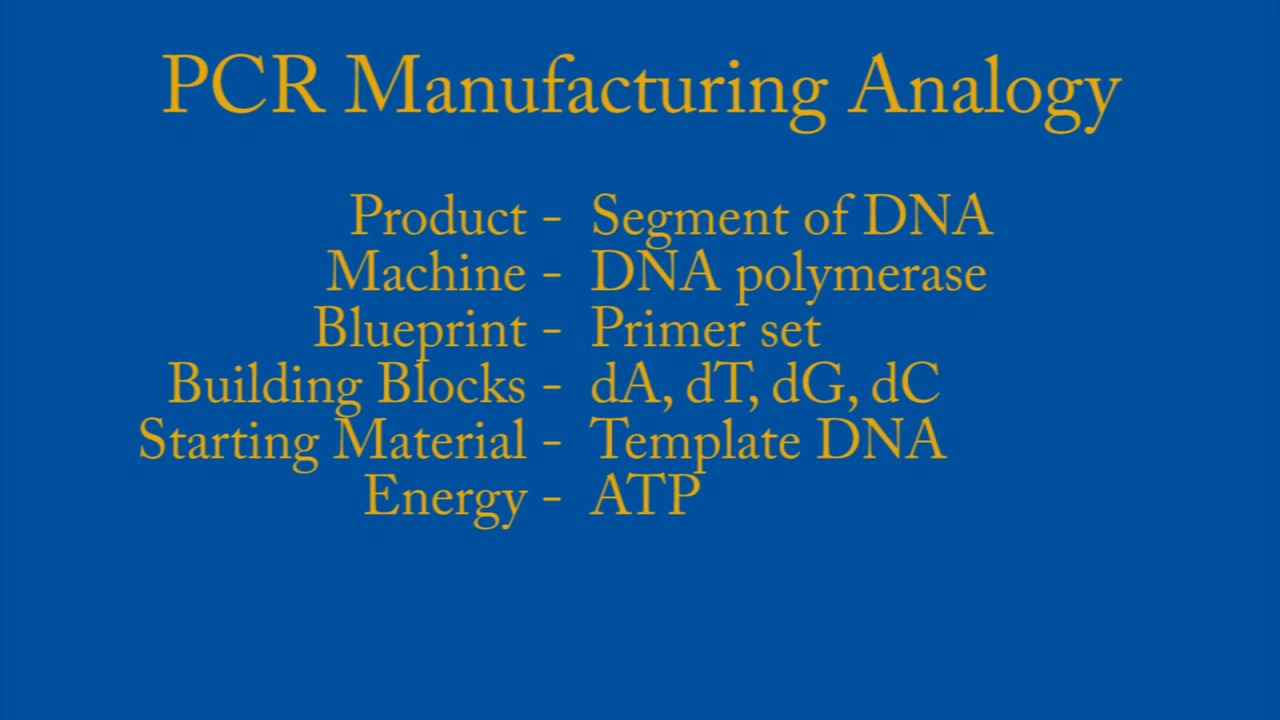 PCR Manufacturing Analogy
Product - Segment of DNA
Machine - DNA polymerase
Blueprint - Primer set
Building Blocks - dA, dT, dG, dC
Starting Material - Template DNA
Energy - ATP